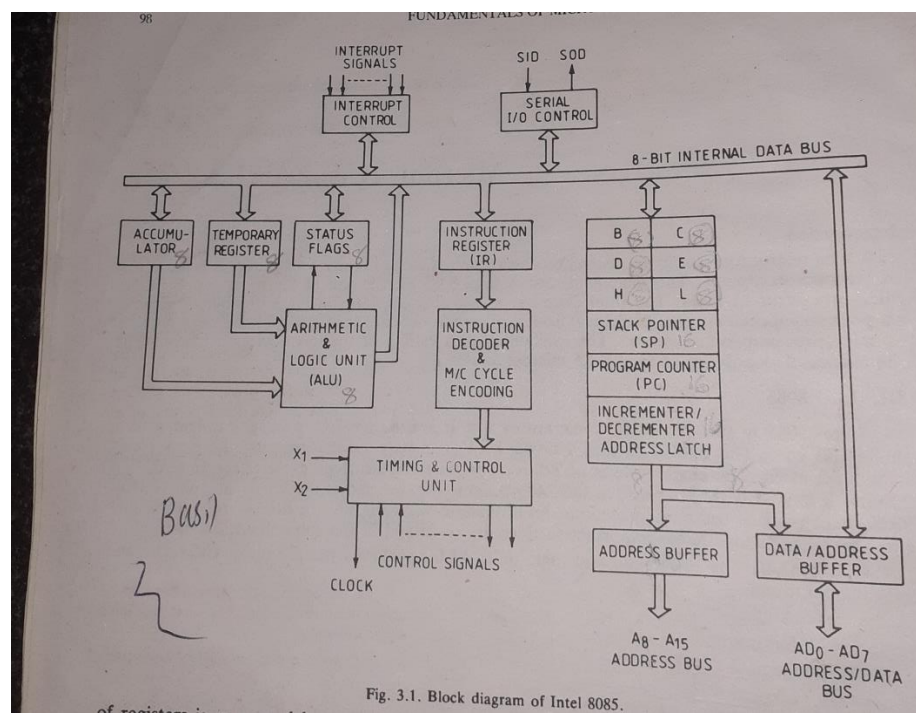 98
FUNDAMENTALS OF
INTERRUPT
SIGNALS
SID
SOD
INTERRUPT
CONTROL
SERIAL
I/O CONTROL
8-BIT INTERNAL DATA BUS
ACCUMU-
LATOR 8
TEMPORARY
REGISTER 8
STATUS
FLAGS 8
INSTRUCTION
REGISTER
(IR)
B 8 C 8
D 8 E 8
H 8 L 8
STACK POINTER
(SP) 16
PROGRAM COUNTER
(PC) 16
INCREMENTER/
DECREMENTER 16
ADDRESS LATCH
ARITHMETIC
&
LOGIC UNIT
(ALU) 8
INSTRUCTION
DECODER
&
M/C CYCLE
ENCODING
X1
X2
TIMING & CONTROL
UNIT
8 8
CLOCK
CONTROL SIGNALS
ADDRESS BUFFER
DATA / ADDRESS
BUFFER
A8 - A15
ADDRESS BUS
AD0 - AD7
ADDRESS/DATA
BUS
Fig. 3.1. Block diagram of Intel 8085.
of registers